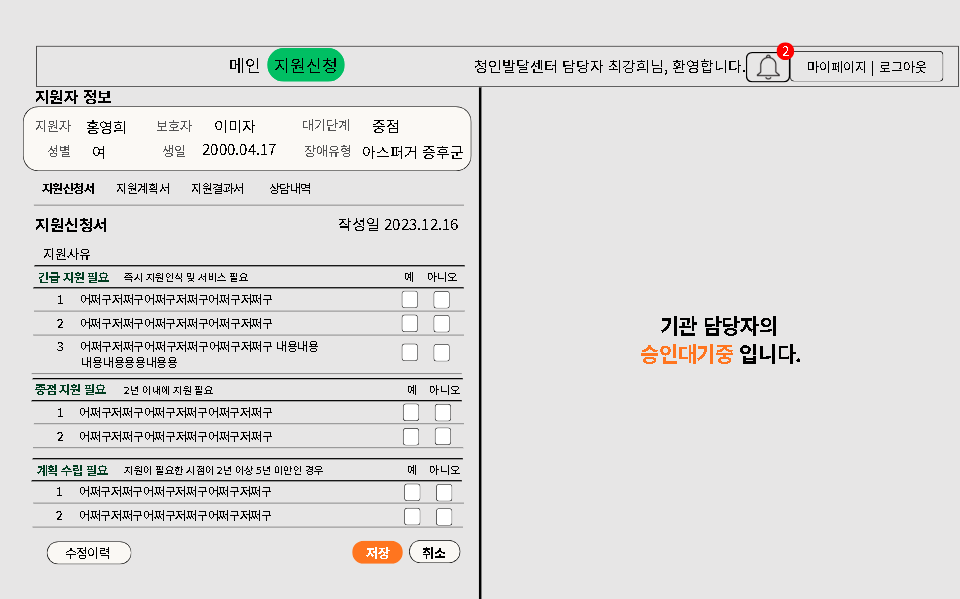 메인 지원신청 정인발달센터 담당자 최강희님, 환영합니다. 2 마이페이지 | 로그아웃
지원자 정보
지원자 홍영희 보호자 이미자 대기단계 중점
성별 여 생일 2000.04.17 장애유형 아스퍼거 증후군
지원신청서 지원계획서 지원결과서 상담내역
지원신청서 작성일 2023.12.16
지원사유
긴급 지원 필요 즉시 지원인식 및 서비스 필요 예 아니오
1 어쩌구저쩌구어쩌구저쩌구어쩌구저쩌구
2 어쩌구저쩌구어쩌구저쩌구어쩌구저쩌구
3 어쩌구저쩌구어쩌구저쩌구어쩌구저쩌구 내용내용
내용내용용용내용용
중점 지원 필요 2년 이내에 지원 필요 예 아니오
1 어쩌구저쩌구어쩌구저쩌구어쩌구저쩌구
2 어쩌구저쩌구어쩌구저쩌구어쩌구저쩌구
계획 수립 필요 지원이 필요한 시점이 2년 이상 5년 미만인 경우 예 아니오
1 어쩌구저쩌구어쩌구저쩌구어쩌구저쩌구
2 어쩌구저쩌구어쩌구저쩌구어쩌구저쩌구
수정이력 저장 취소
기관 담당자의
승인대기중 입니다.